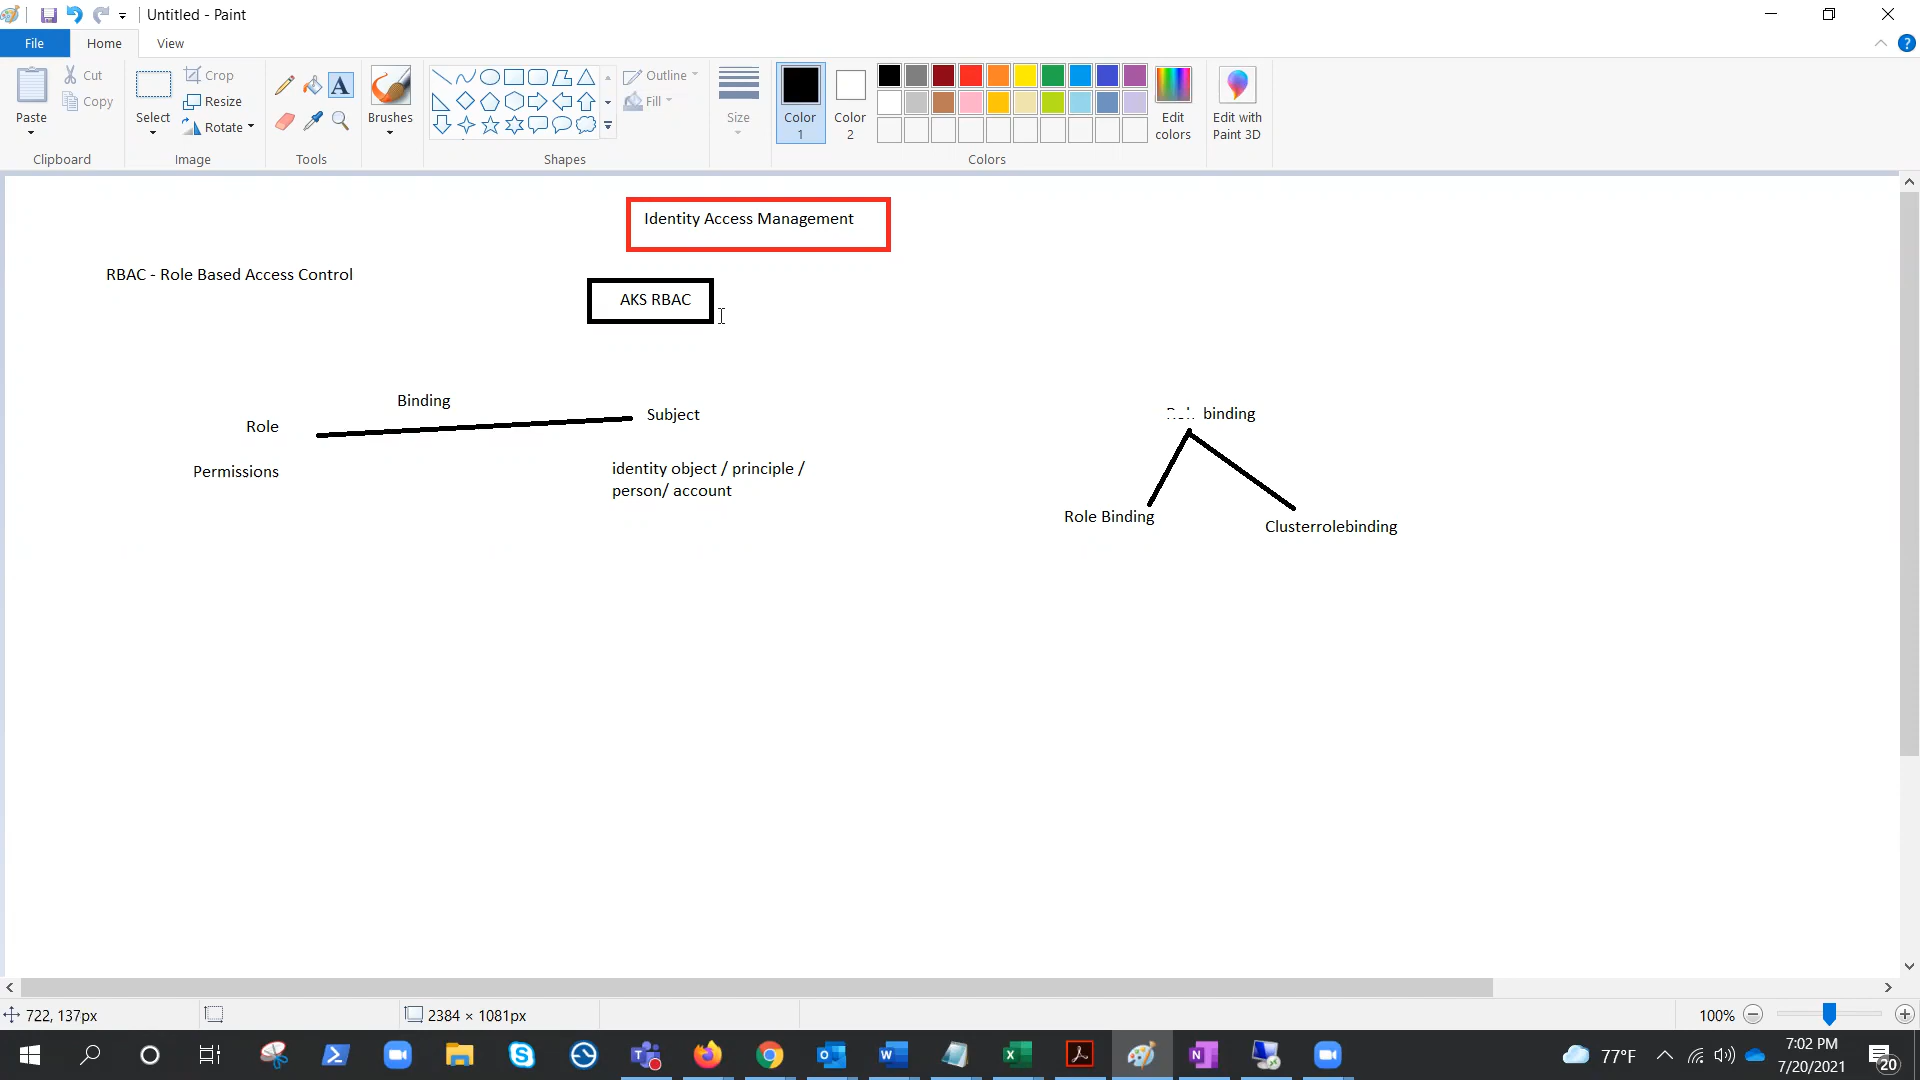 Untitled - Paint
File
Home
View
Paste
Cut
Copy
Clipboard
Select
Crop
Resize
Rotate
Image
A
Tools
Brushes
Outline
Fill
Shapes
Size
Color
1
Color
2
Edit
colors
Colors
Edit with
Paint 3D
Identity Access Management
RBAC - Role Based Access Control
AKS RBAC
Binding
Role
Subject
binding
Permissions
identity object / principle /
person/ account
Role Binding
Clusterrolebinding
722, 137px
2384 × 1081px
100%
77°F
7:02 PM
7/20/2021
20